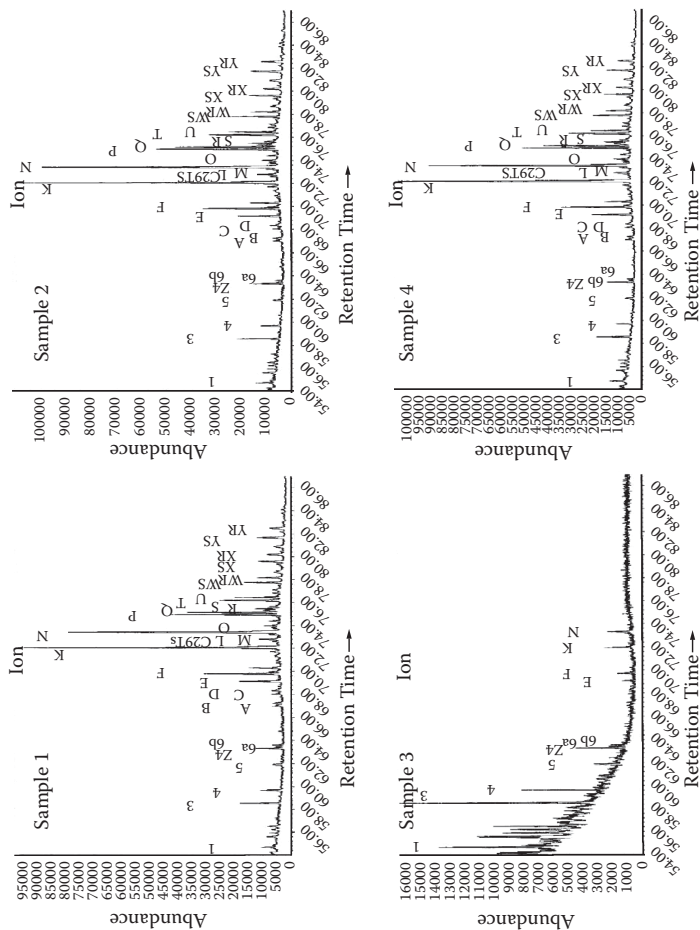 Sample 1
Ion
Abundance
95000
90000
85000
80000
75000
70000
65000
60000
55000
50000
45000
40000
35000
30000
25000
20000
15000
10000
5000
0
1
3
4
5
Z4
6a
6b
A
B
C
D
E
F
K
C29Ts
L
M
N
O
P
Q
R
S
T
U
WS
WR
XS
XR
YS
YR
56.00 58.00 60.00 62.00 64.00 66.00 68.00 70.00 72.00 74.00 76.00 78.00 80.00 82.00 84.00 86.00
Retention Time
Sample 2
Ion
Abundance
100000
90000
80000
70000
60000
50000
40000
30000
20000
10000
0
1
3
4
5
Z4
6b
6a
A
B
C
D
E
F
K
C29TS
L
M
N
O
P
Q
R
S
T
U
WS
WR
XS
XR
YS
YR
54.00 56.00 58.00 60.00 62.00 64.00 66.00 68.00 70.00 72.00 74.00 76.00 78.00 80.00 82.00 84.00 86.00
Retention Time
Sample 3
Ion
Abundance
16000
15000
14000
13000
12000
11000
10000
9000
8000
7000
6000
5000
4000
3000
2000
1000
0
1
3
4
5
Z4
6a
6b
E
F
K
N
54.00 56.00 58.00 60.00 62.00 64.00 66.00 68.00 70.00 72.00 74.00 76.00 78.00 80.00 82.00 84.00 86.00
Retention Time
Sample 4
Abundance
100000
95000
90000
85000
80000
75000
70000
65000
60000
55000
50000
45000
40000
35000
30000
25000
20000
15000
10000
5000
0
1
3
4
5
Z4
6b
6a
A
B
C
D
E
F
K
C29TS
L
M
N
O
P
Q
R
S
T
U
WS
WR
XS
XR
YS
YR
54.00 56.00 58.00 60.00 62.00 64.00 66.00 68.00 70.00 72.00 74.00 76.00 78.00 80.00 82.00 84.00 86.00
Retention Time